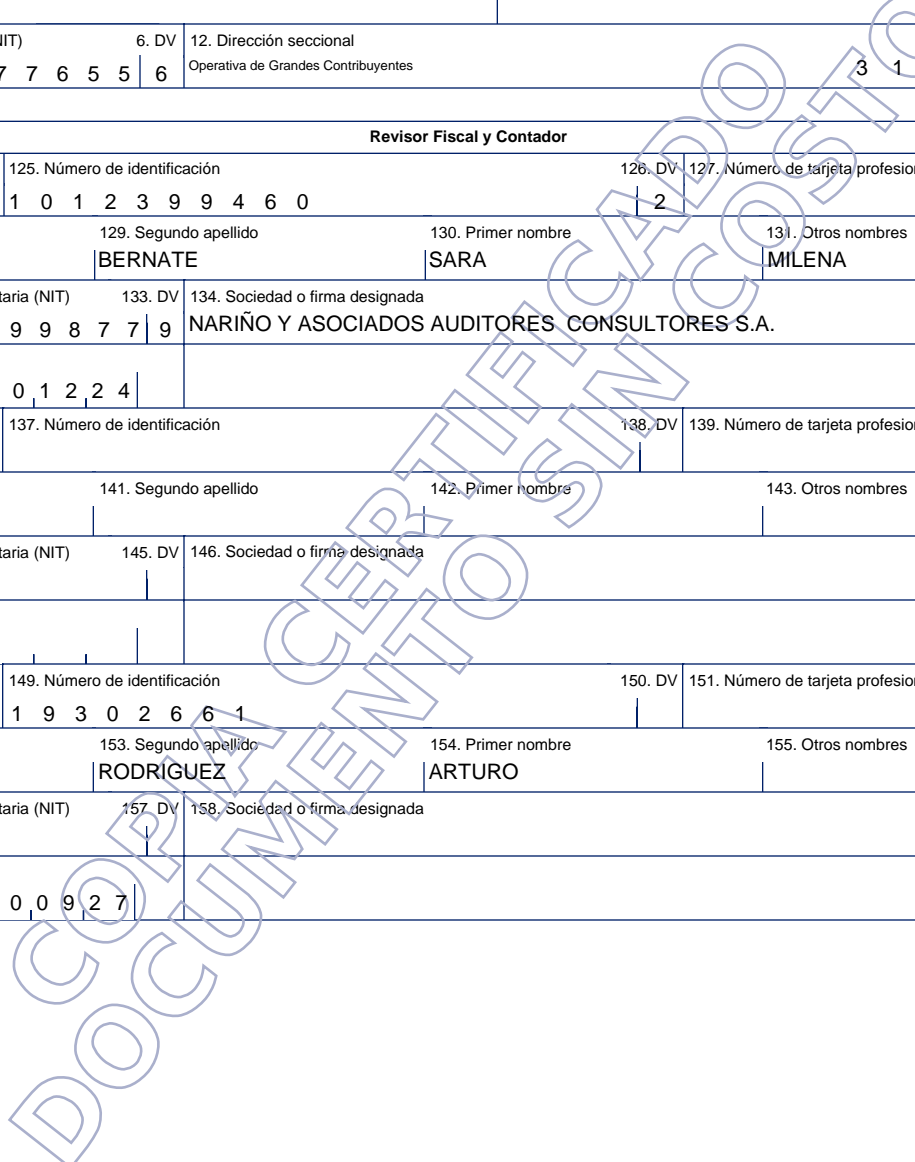 NIT) 6. DV 12. Dirección seccional
7 7 6 5 5 6 Operativa de Grandes Contribuyentes 3 1
Revisor Fiscal y Contador
125. Número de identificación 126. DV 127. Número de tarjeta profesion
1 0 1 2 3 9 9 4 6 0 2
129. Segundo apellido 130. Primer nombre 131. Otros nombres
BERNATE SARA MILENA
taria (NIT) 133. DV 134. Sociedad o firma designada
9 9 8 7 7 9 NARIÑO Y ASOCIADOS AUDITORES CONSULTORES S.A.
0 1 2 2 4
137. Número de identificación 138. DV 139. Número de tarjeta profesion
141. Segundo apellido 142. Primer nombre 143. Otros nombres
taria (NIT) 145. DV 146. Sociedad o firma designada
149. Número de identificación 150. DV 151. Número de tarjeta profesion
1 9 3 0 2 6 6 1
153. Segundo apellido 154. Primer nombre 155. Otros nombres
RODRIGUEZ ARTURO
taria (NIT) 157. DV 158. Sociedad o firma designada
0 0 9 2 7
COPIA CERTIFICADO
DOCUMENTO SIN COSTO